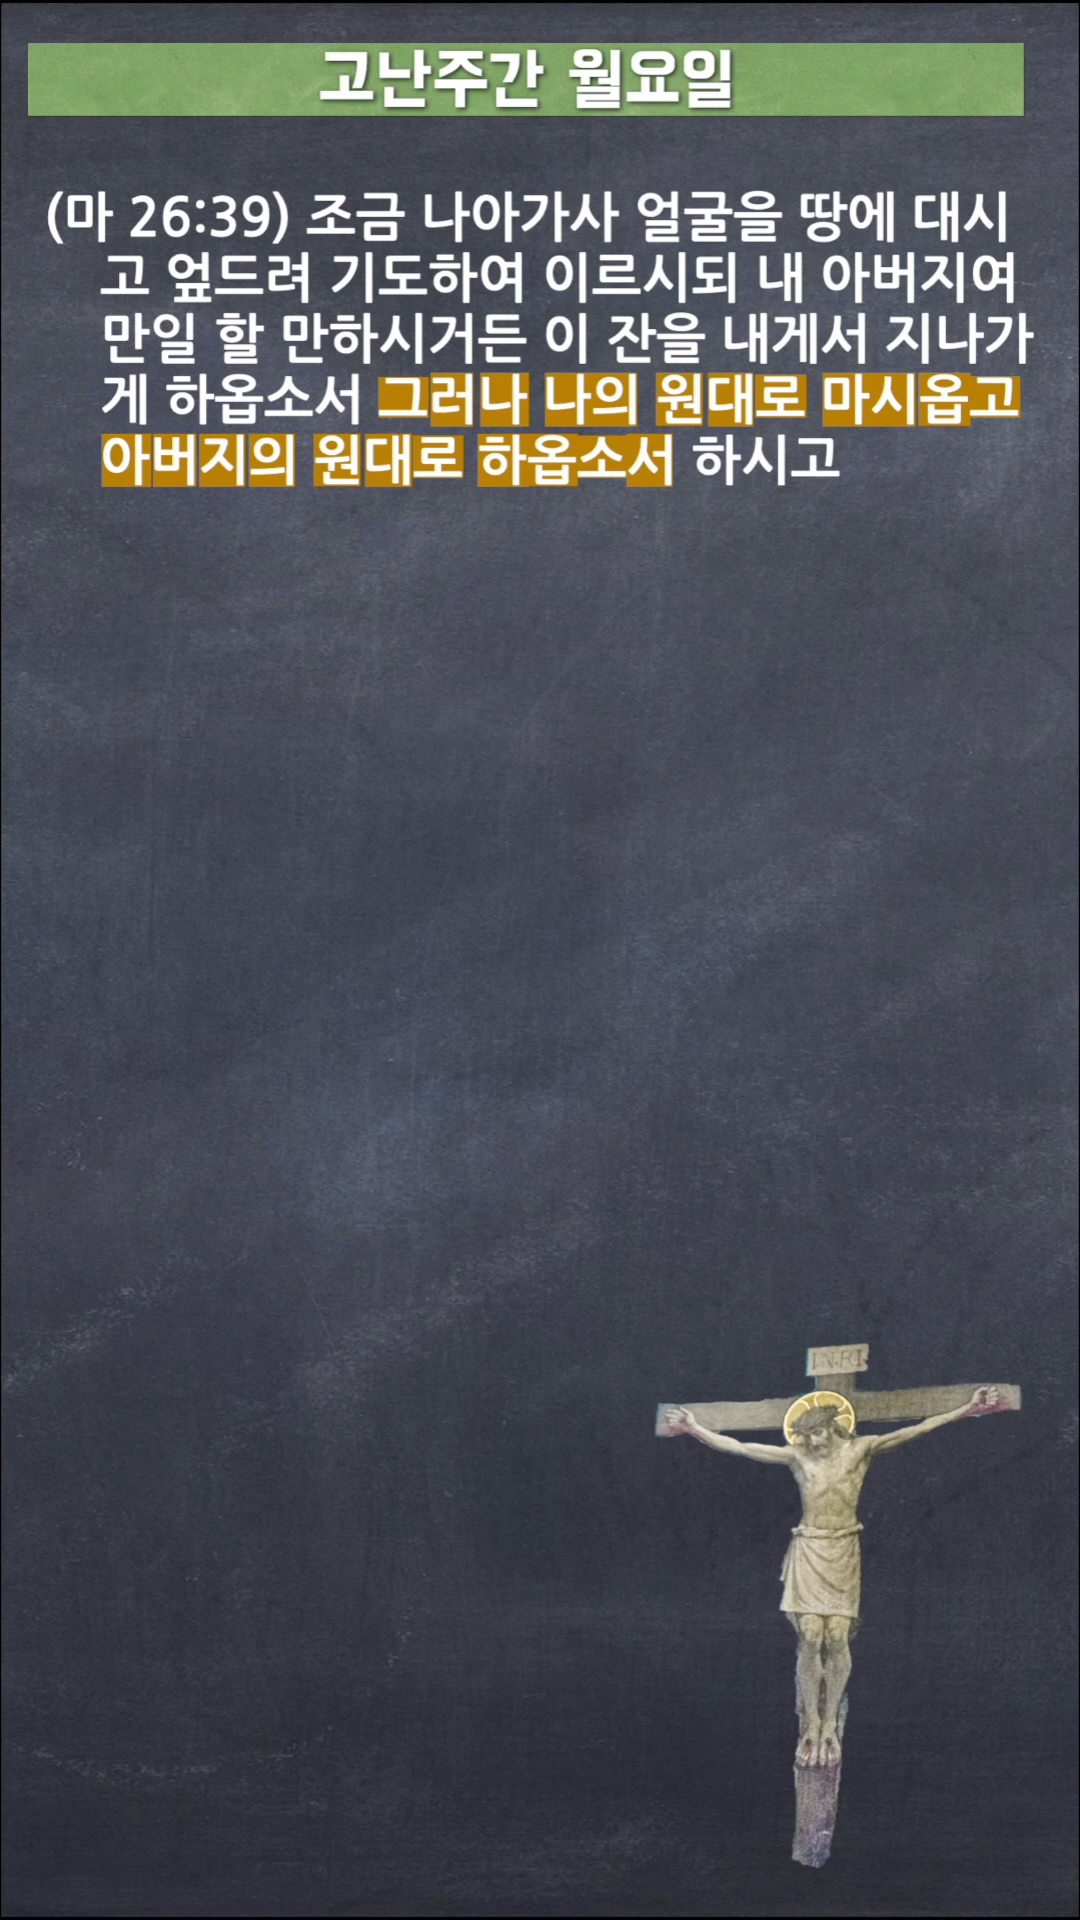 고난주간 월요일
(마 26:39) 조금 나아가사 얼굴을 땅에 대시
고 엎드려 기도하여 이르시되 내 아버지여
만일 할 만하시거든 이 잔을 내게서 지나가
게 하옵소서 그러나 나의 원대로 마시옵고
아버지의 원대로 하옵소서 하시고
INRI